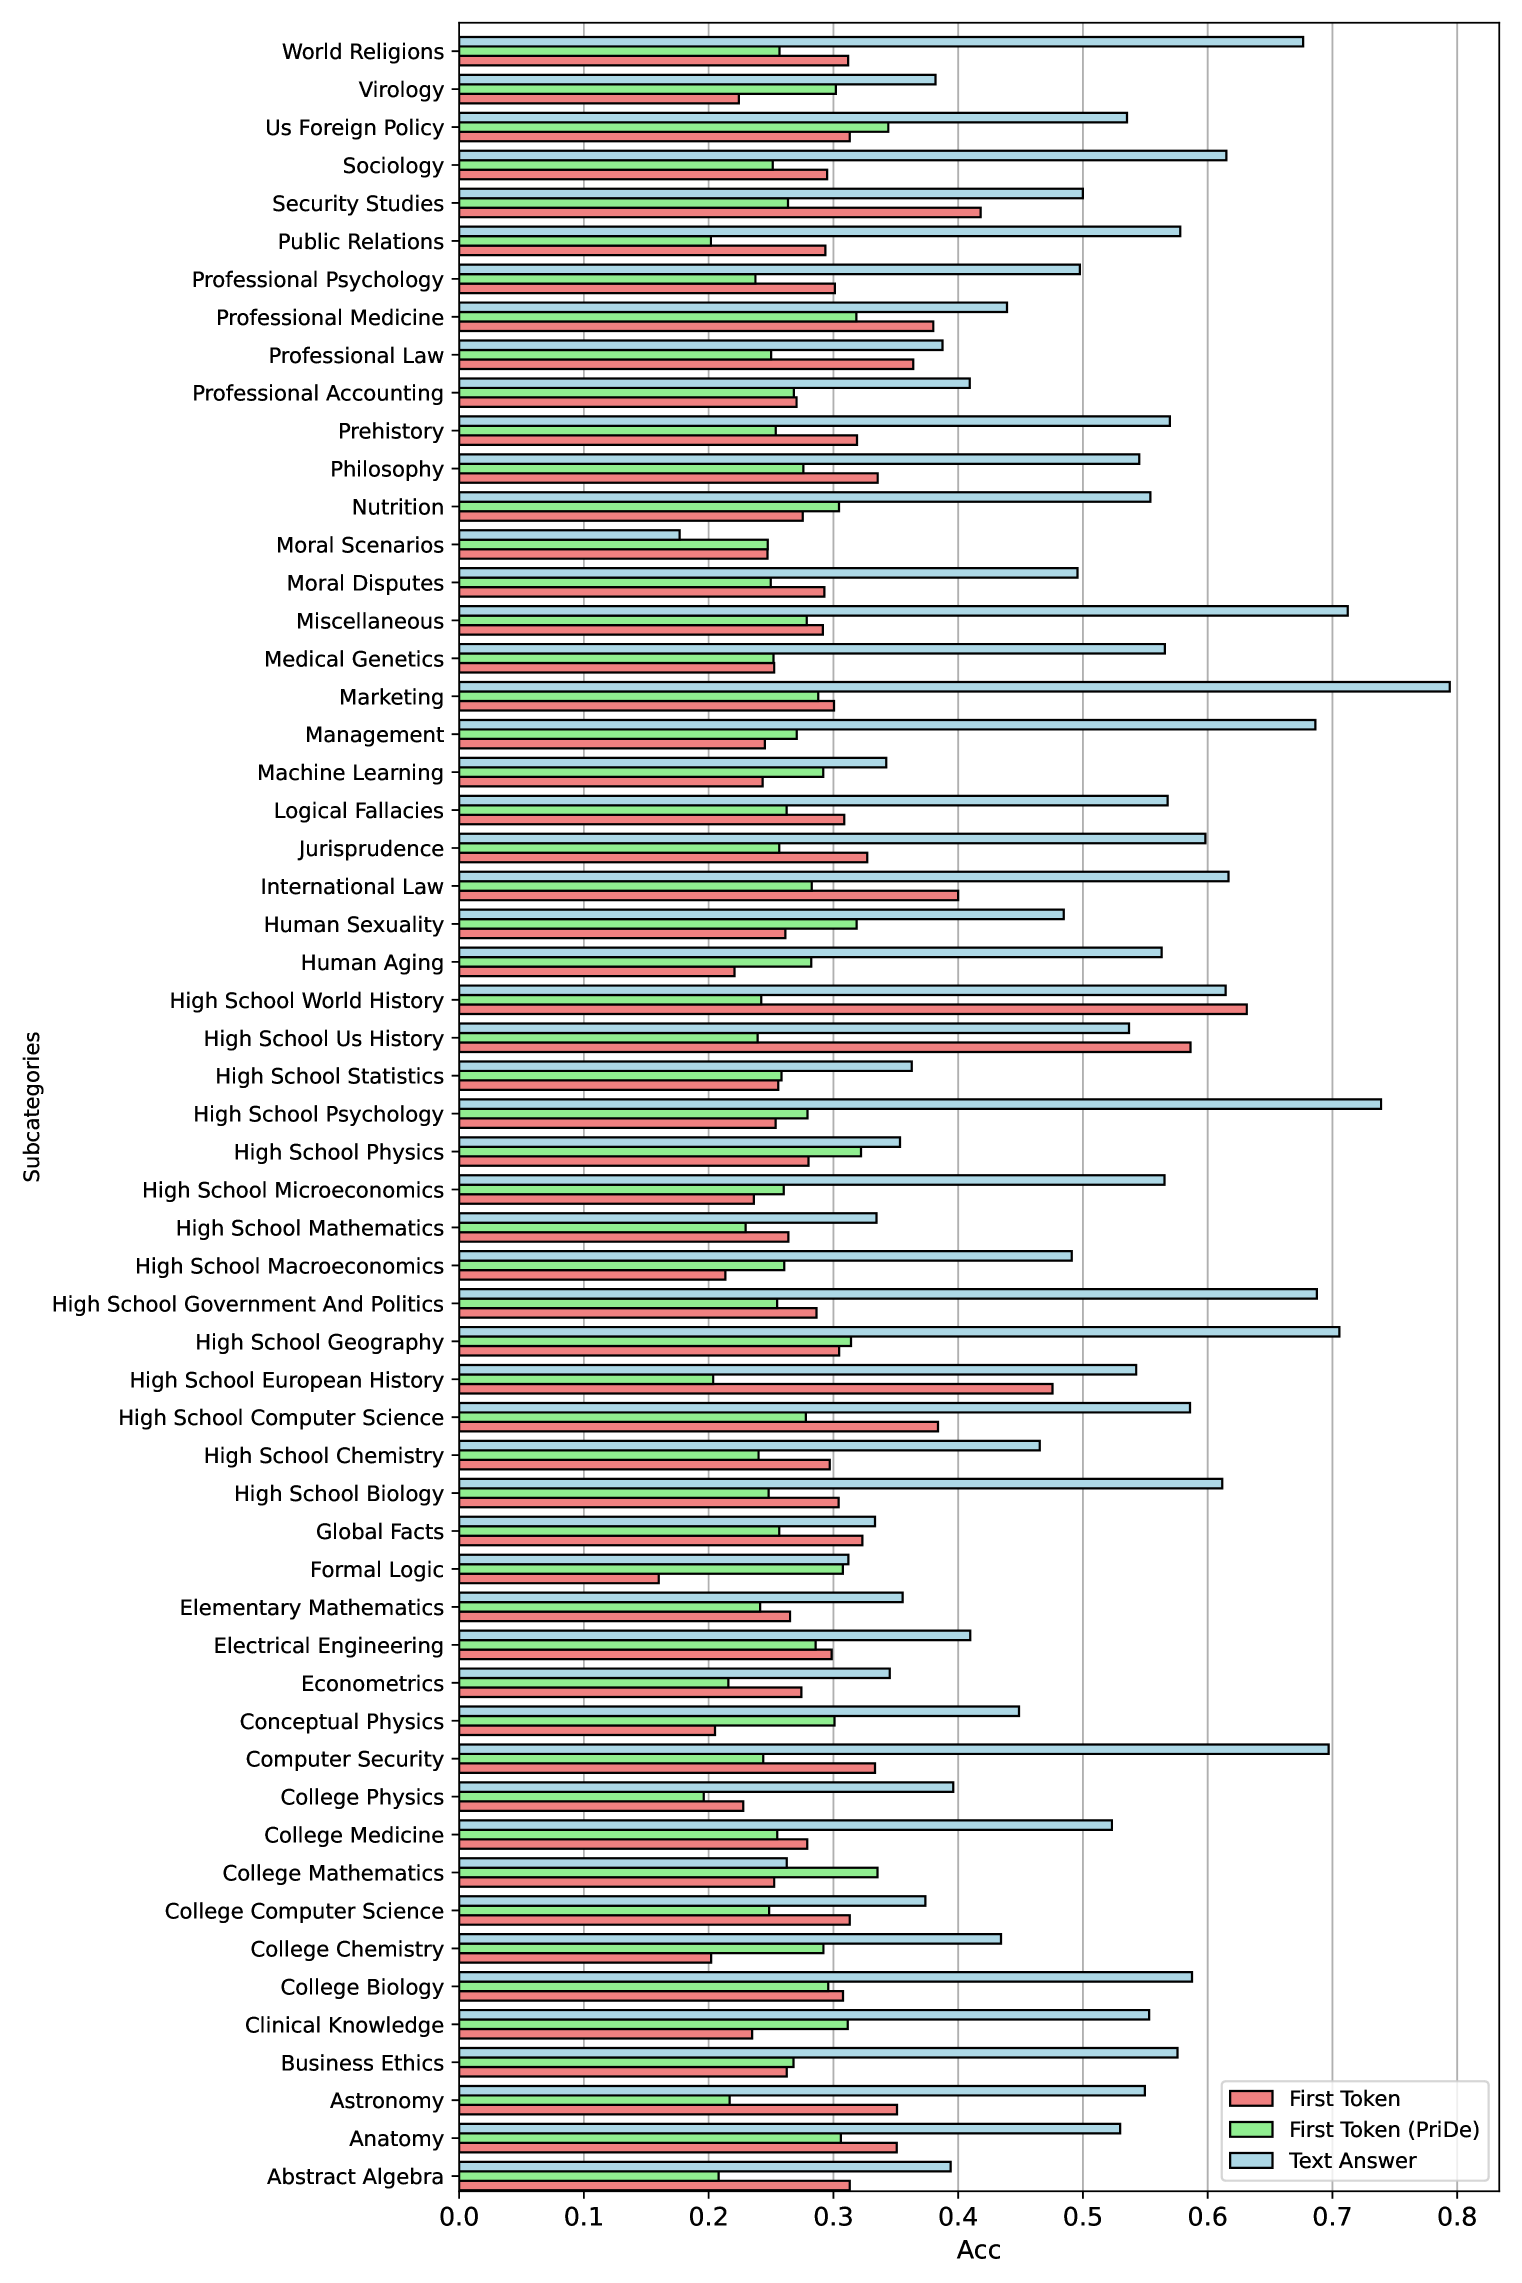 World Religions
Virology
Us Foreign Policy
Sociology
Security Studies
Public Relations
Professional Psychology
Professional Medicine
Professional Law
Professional Accounting
Prehistory
Philosophy
Nutrition
Moral Scenarios
Moral Disputes
Miscellaneous
Medical Genetics
Marketing
Management
Machine Learning
Logical Fallacies
Jurisprudence
International Law
Human Sexuality
Human Aging
High School World History
High School Us History
High School Statistics
High School Psychology
High School Physics
High School Microeconomics
High School Mathematics
High School Macroeconomics
High School Government And Politics
High School Geography
High School European History
High School Computer Science
High School Chemistry
High School Biology
Global Facts
Formal Logic
Elementary Mathematics
Electrical Engineering
Econometrics
Conceptual Physics
Computer Security
College Physics
College Medicine
College Mathematics
College Computer Science
College Chemistry
College Biology
Clinical Knowledge
Business Ethics
Astronomy
Anatomy
Abstract Algebra
Subcategories
First Token
First Token (PriDe)
Text Answer
0.0 0.1 0.2 0.3 0.4 0.5 0.6 0.7 0.8
Acc